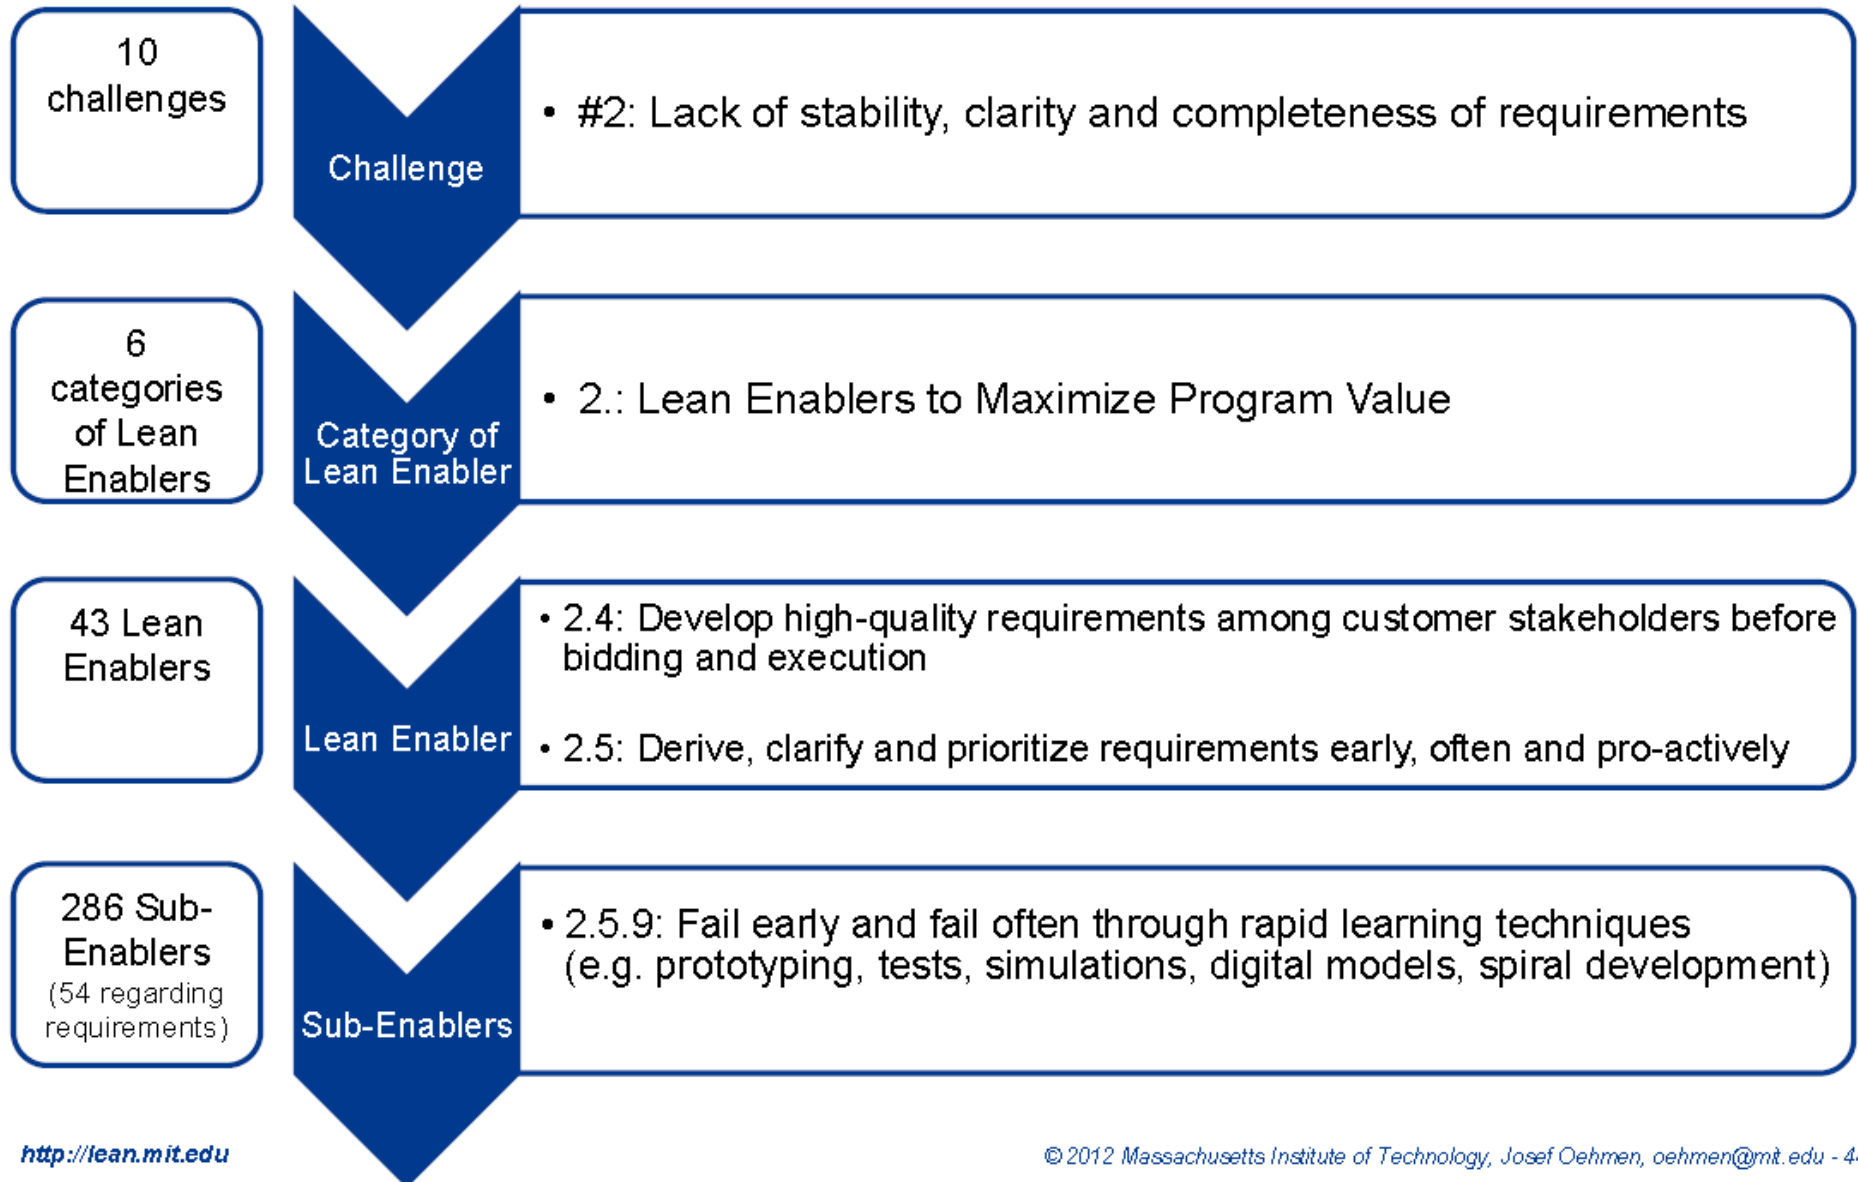 10
challenges
Challenge
• #2: Lack of stability, clarity and completeness of requirements
6
categories
of Lean
Enablers
Category of
Lean Enabler
• 2.: Lean Enablers to Maximize Program Value
43 Lean
Enablers
Lean Enabler
• 2.4: Develop high-quality requirements among customer stakeholders before
bidding and execution
• 2.5: Derive, clarify and prioritize requirements early, often and pro-actively
286 Sub-
Enablers
(54 regarding
requirements)
Sub-Enablers
• 2.5.9: Fail early and fail often through rapid learning techniques
(e.g. prototyping, tests, simulations, digital models, spiral development)
http://lean.mit.edu
© 2012 Massachusetts Institute of Technology, Josef Oehmen, oehmen@mit.edu -